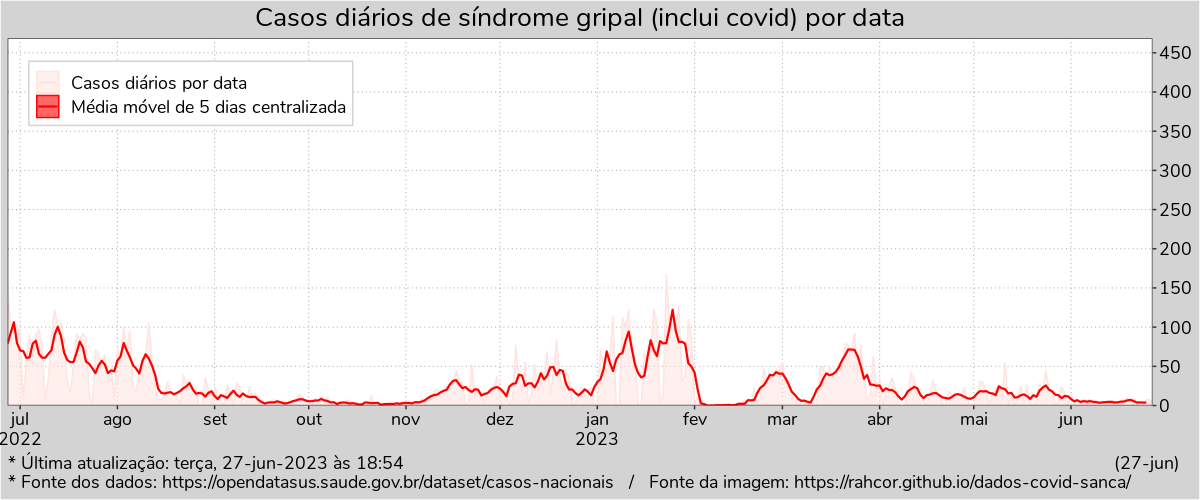 Casos diários de síndrome gripal (inclui covid) por data
Casos diários por data
Média móvel de 5 dias centralizada
450
400
350
300
250
200
150
100
50
0
jul ago set out nov dez jan fev mar abr mai jun
2022 2023
* Última atualização: terça, 27-jun-2023 às 18:54 (27-jun)
* Fonte dos dados: https://opendatasus.saude.gov.br/dataset/casos-nacionais / Fonte da imagem: https://rahcor.github.io/dados-covid-sanca/